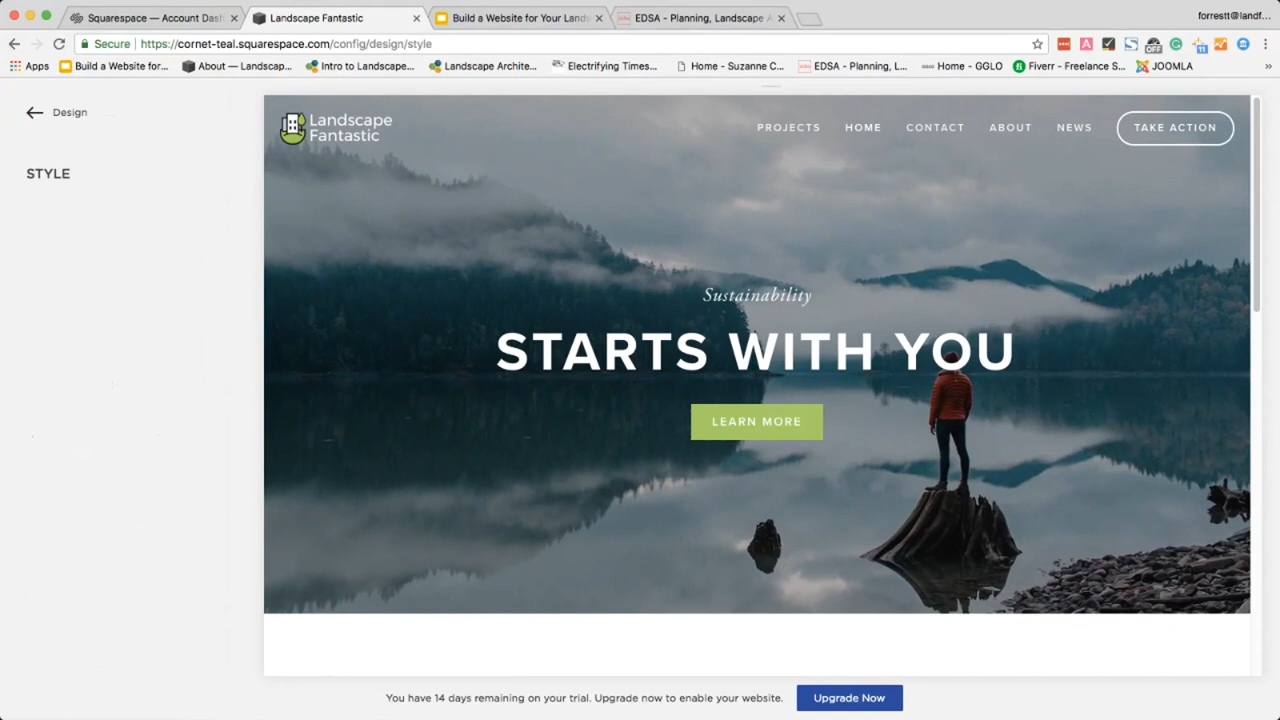 Squarespace — Account Dash
Landscape Fantastic
Build a Website for Your Lands
EDSA - Planning, Landscape A
forrestt@landf...
Secure
https://cornet-teal.squarespace.com/config/design/style
OFF
11
Apps
Build a Website for...
About — Landscap...
Intro to Landscape...
Landscape Archite...
Electrifying Times...
Home - Suzanne C...
EDSA - Planning, L...
Home - GGLO
Fiverr - Freelance S...
JOOMLA
»
Design
STYLE
Landscape
Fantastic
PROJECTS
HOME
CONTACT
ABOUT
NEWS
TAKE ACTION
Sustainability
STARTS WITH YOU
LEARN MORE
You have 14 days remaining on your trial. Upgrade now to enable your website.
Upgrade Now